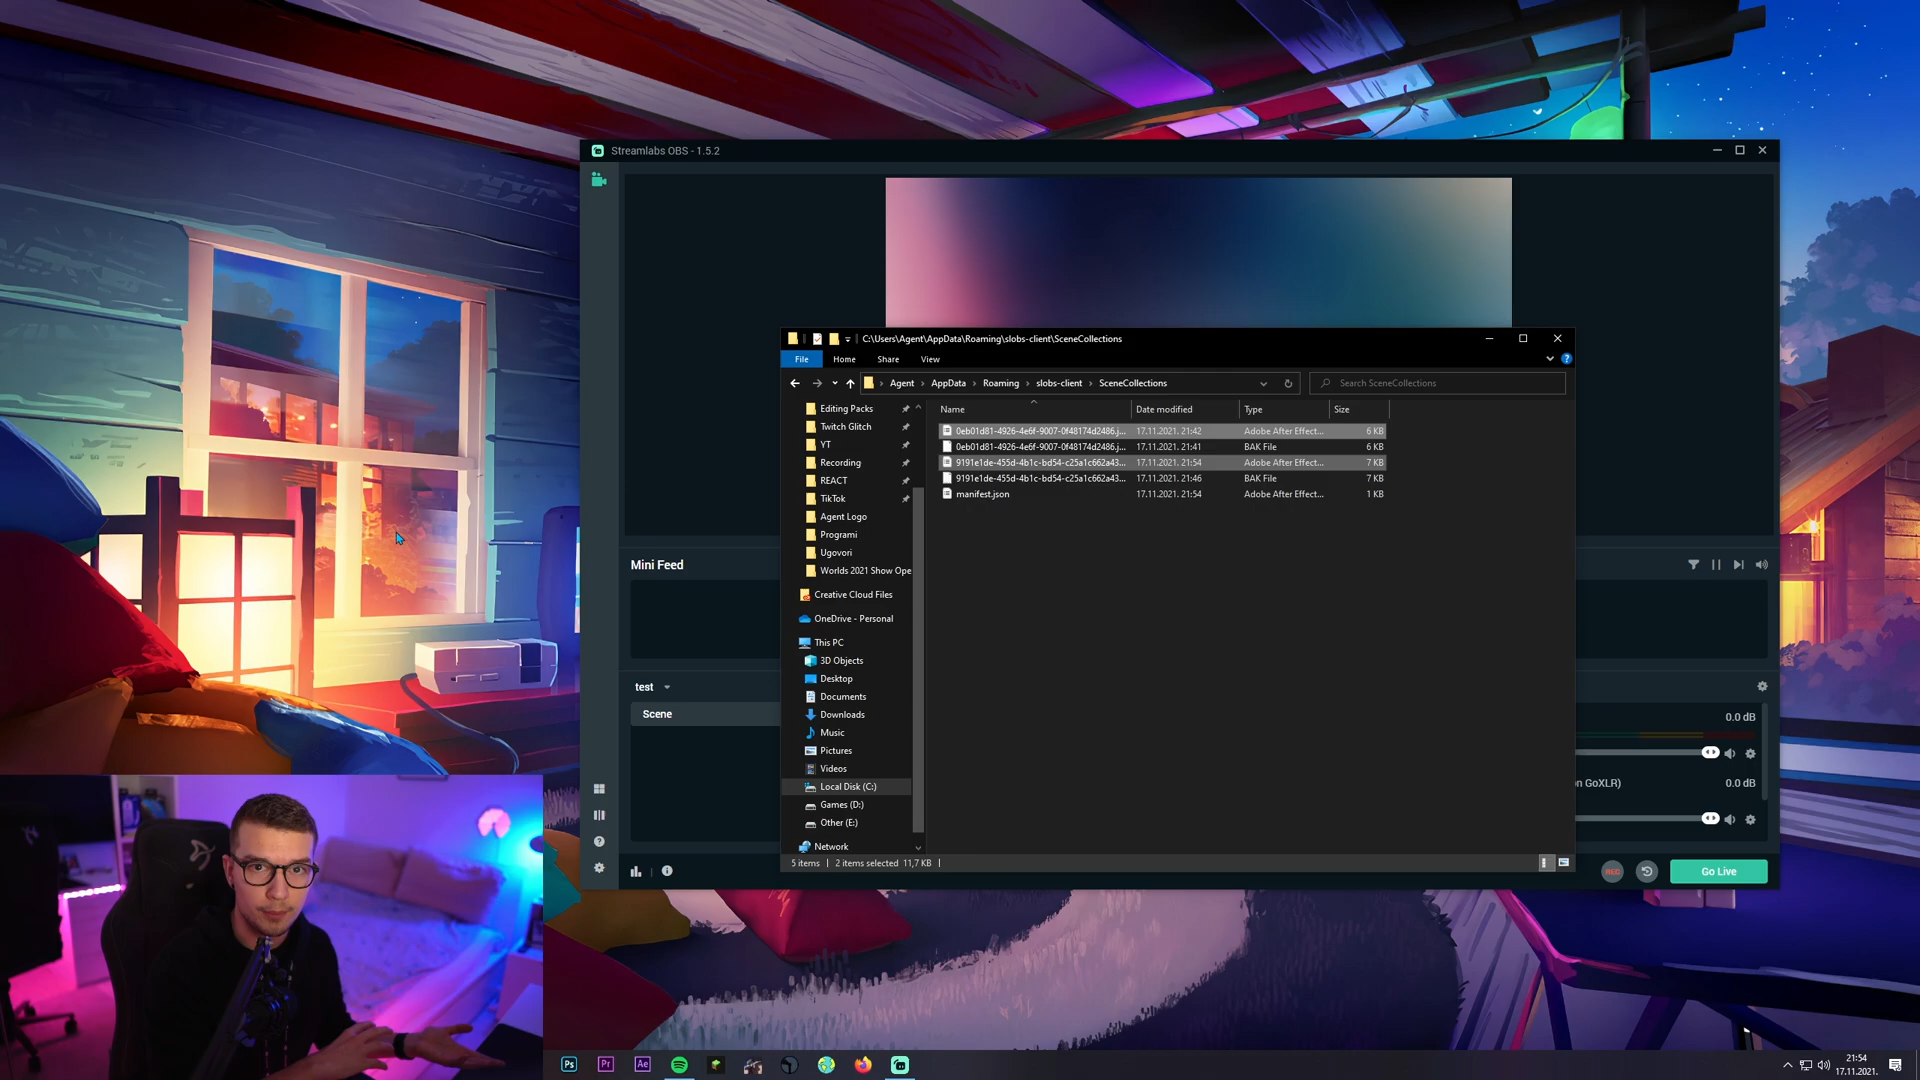 Streamlabs OBS - 1.5.2
C:\Users\Agent\AppData\Roaming\slobs-client\SceneCollections
File Home Share View
Agent > AppData > Roaming > slobs-client > SceneCollections
Search SceneCollections
Name Date modified Type Size
0eb01d81-4926-4e6f-9007-0f48174d2486.j... 17.11.2021. 21:42 Adobe After Effect... 6 KB
0eb01d81-4926-4e6f-9007-0f48174d2486.j... 17.11.2021. 21:41 BAK File 6 KB
9191e1de-455d-4b1c-bd54-c25a1c662a43... 17.11.2021. 21:54 Adobe After Effect... 7 KB
9191e1de-455d-4b1c-bd54-c25a1c662a43... 17.11.2021. 21:46 BAK File 7 KB
manifest.json 17.11.2021. 21:54 Adobe After Effect... 1 KB
Editing Packs
Twitch Glitch
YT
Recording
REACT
TikTok
Agent Logo
Programi
Ugovori
Worlds 2021 Show Ope
Creative Cloud Files
OneDrive - Personal
This PC
3D Objects
Desktop
Documents
Downloads
Music
Pictures
Videos
Local Disk (C:)
Games (D:)
Other (E:)
Network
5 items 2 items selected 11,7 KB
Mini Feed
test
Scene
0.0 dB
on GoXLR) 0.0 dB
REC
Go Live
Ps Pr Ae
21:54
17.11.2021.